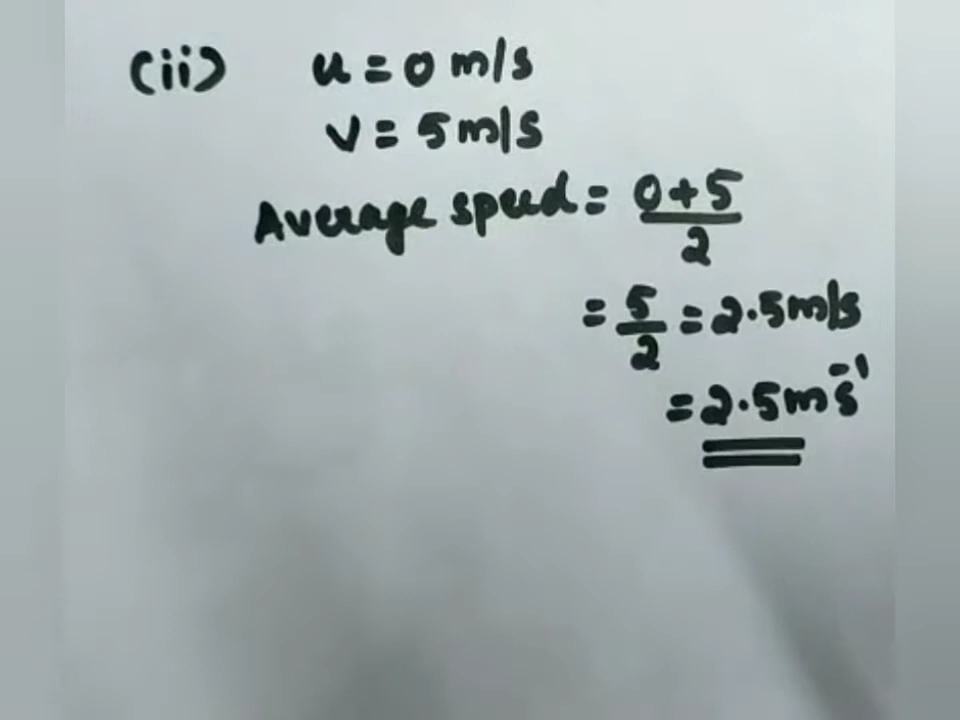 (ii) u = 0 m/s
v = 5 m/s
Average speed = 0+5/2
= 5/2 = 2.5 m/s
= 2.5 ms⁻¹